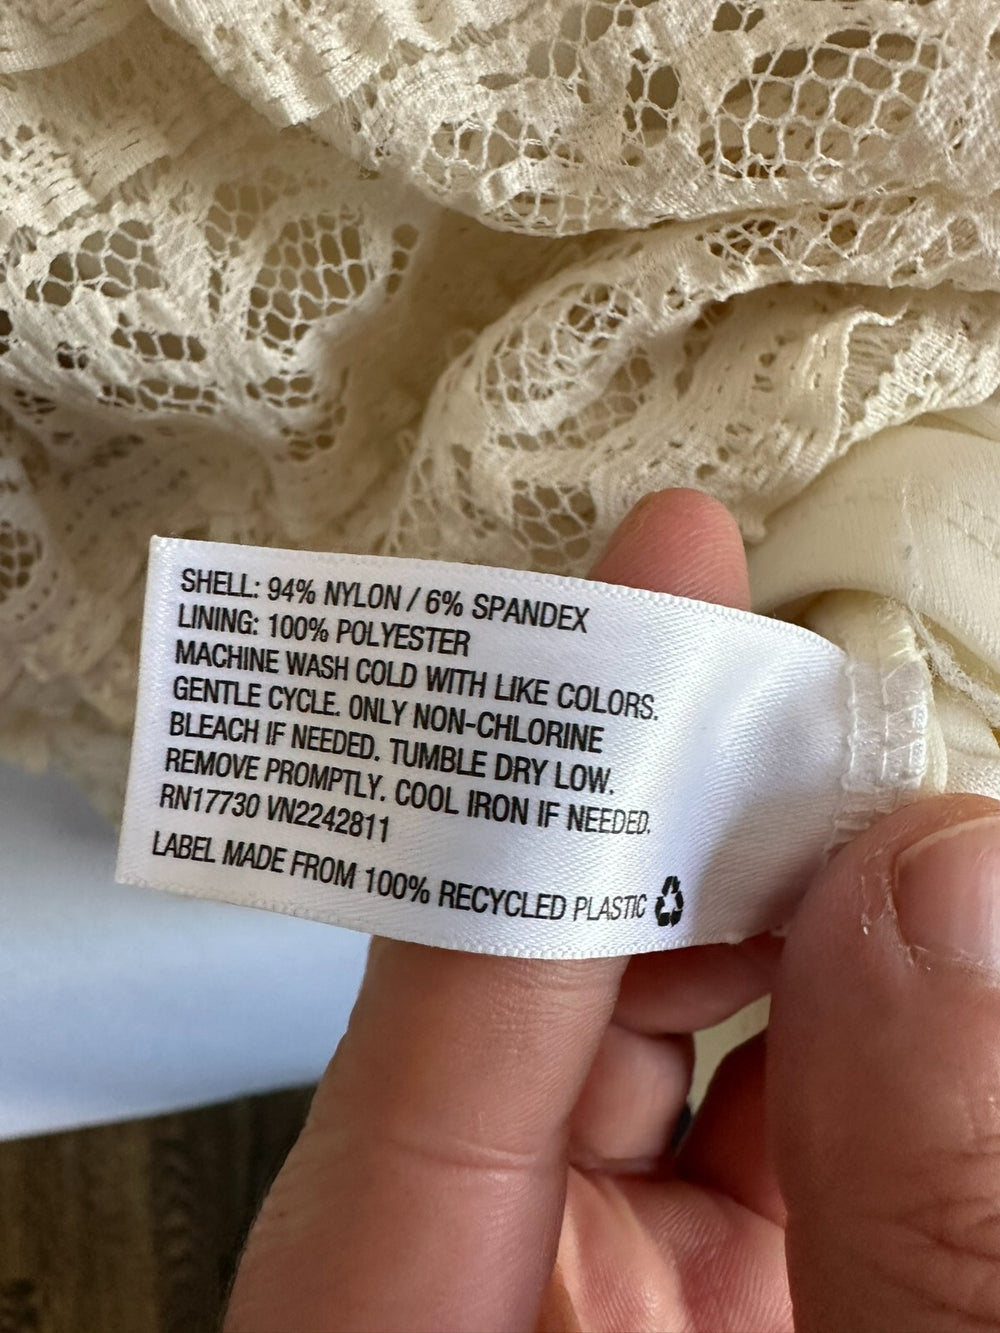 SHELL: 94% NYLON / 6% SPANDEX
LINING: 100% POLYESTER
MACHINE WASH COLD WITH LIKE COLORS.
GENTLE CYCLE. ONLY NON-CHLORINE
BLEACH IF NEEDED. TUMBLE DRY LOW.
REMOVE PROMPTLY. COOL IRON IF NEEDED.
RN17730 VN2242811
LABEL MADE FROM 100% RECYCLED PLASTIC